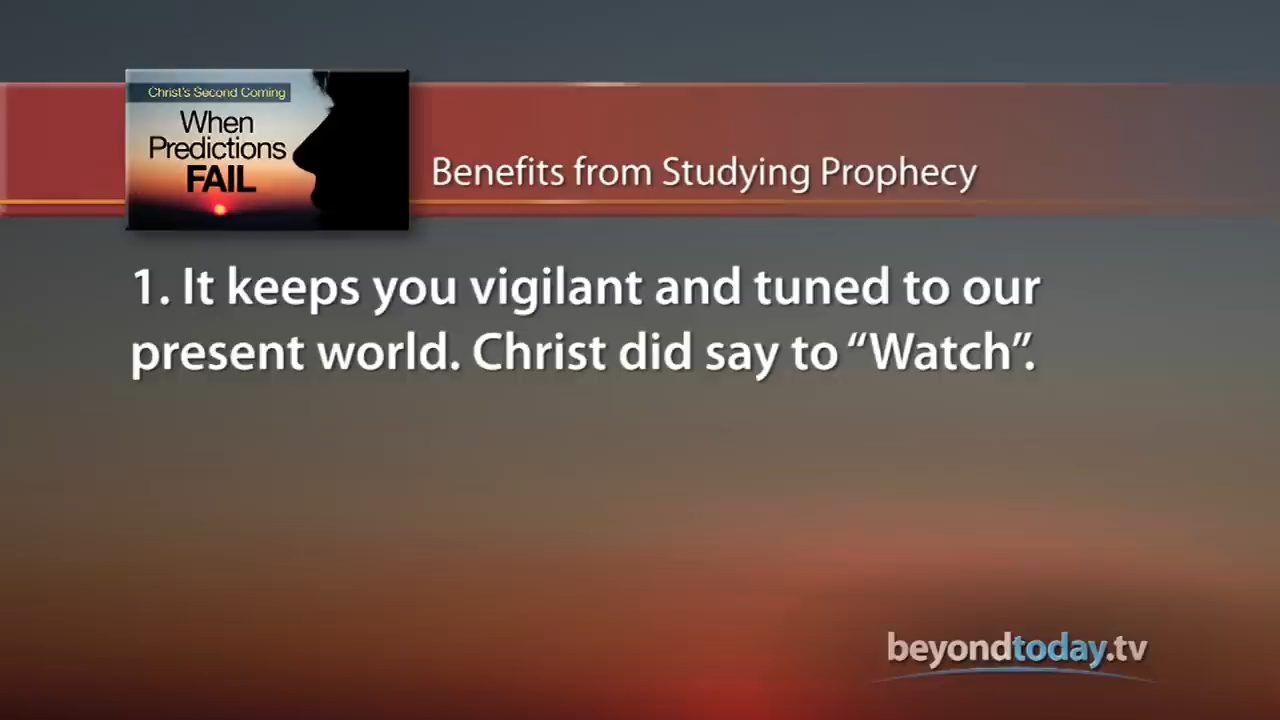 Christ's Second Coming
When
Predictions
FAIL
Benefits from Studying Prophecy
1. It keeps you vigilant and tuned to our
present world. Christ did say to “Watch”.
beyondtoday.tv